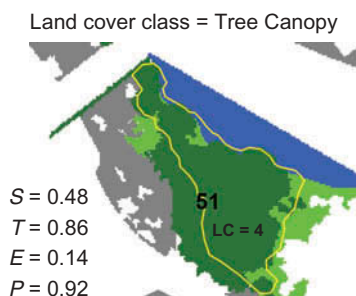 Land cover class = Tree Canopy
51
LC = 4
S = 0.48
T = 0.86
E = 0.14
P = 0.92